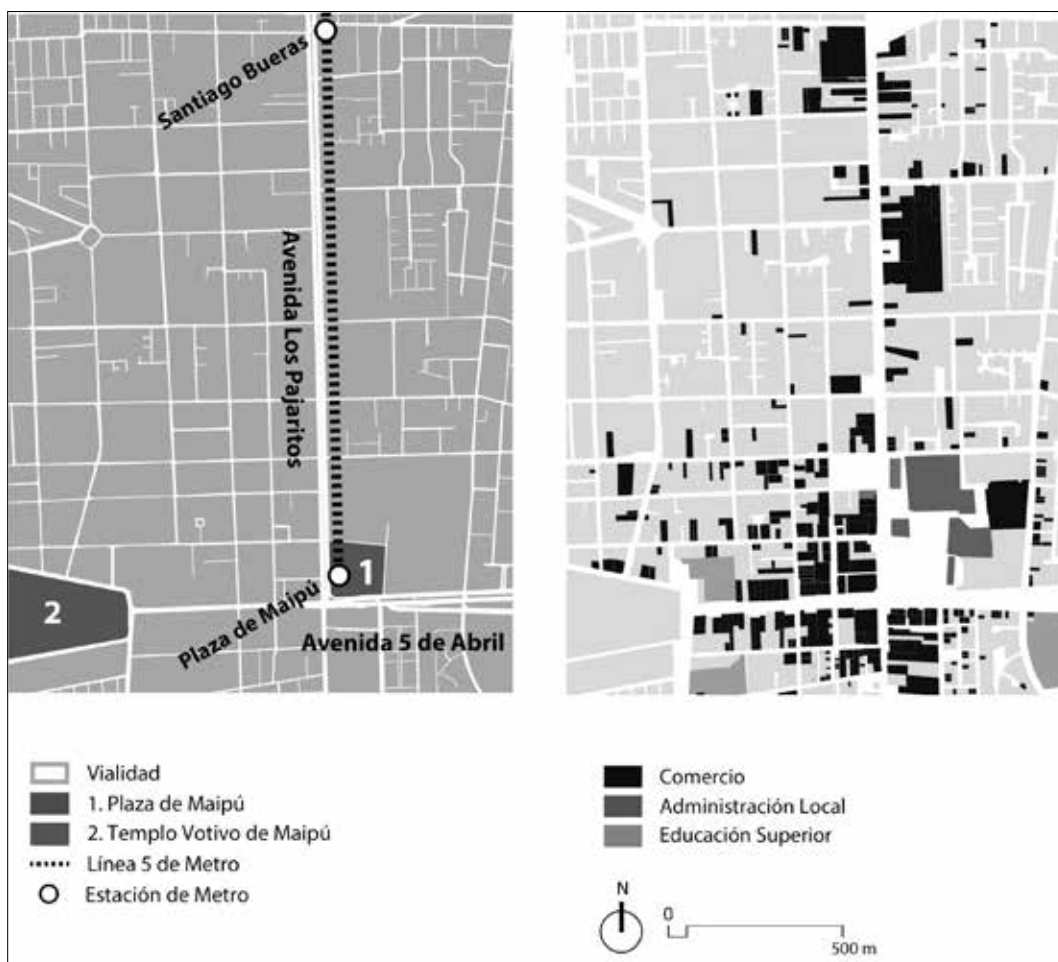 Santiago Bueras
Avenida Los Pajaritos
1
2
Plaza de Maipú
Avenida 5 de Abril
Vialidad
1. Plaza de Maipú
2. Templo Votivo de Maipú
Línea 5 de Metro
Estación de Metro
Comercio
Administración Local
Educación Superior
N
0
500 m